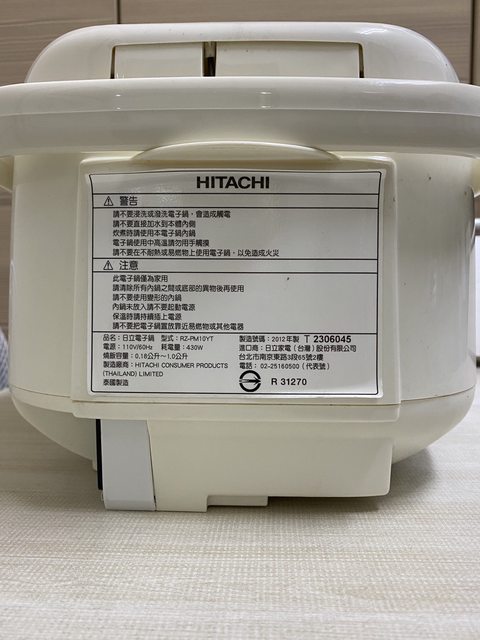 HITACHI
⚠ 警告
請不要浸洗或潑洗電子鍋，會造成觸電
請不要直接加水到本體內側
炊煮時請使用本電子鍋內鍋
電子鍋使用中高溫請勿用手觸摸
請不要在不耐熱或易燃物上使用電子鍋，以免造成火災
⚠ 注意
此電子鍋僅為家用
請清除所有內鍋之間或底部的異物後再使用
請不要使用變形的內鍋
內鍋未放入請不要起動電源
保溫時請持續插上電源
請不要把電子鍋置放靠近易燃物或其他電器
品名：日立電子鍋 型式：RZ-PM10YT
電源：110V/60Hz 耗電量：430W
燒飯容量：0.18公升～1.0公升
製造廠商：HITACHI CONSUMER PRODUCTS
(THAILAND) LIMITED
泰國製造
製造號碼：2012年製 T 2306045
進口商：日立家電（台灣）股份有限公司
台北市南京東路3段65號2樓
電話：02-25160500（代表號）
R 31270